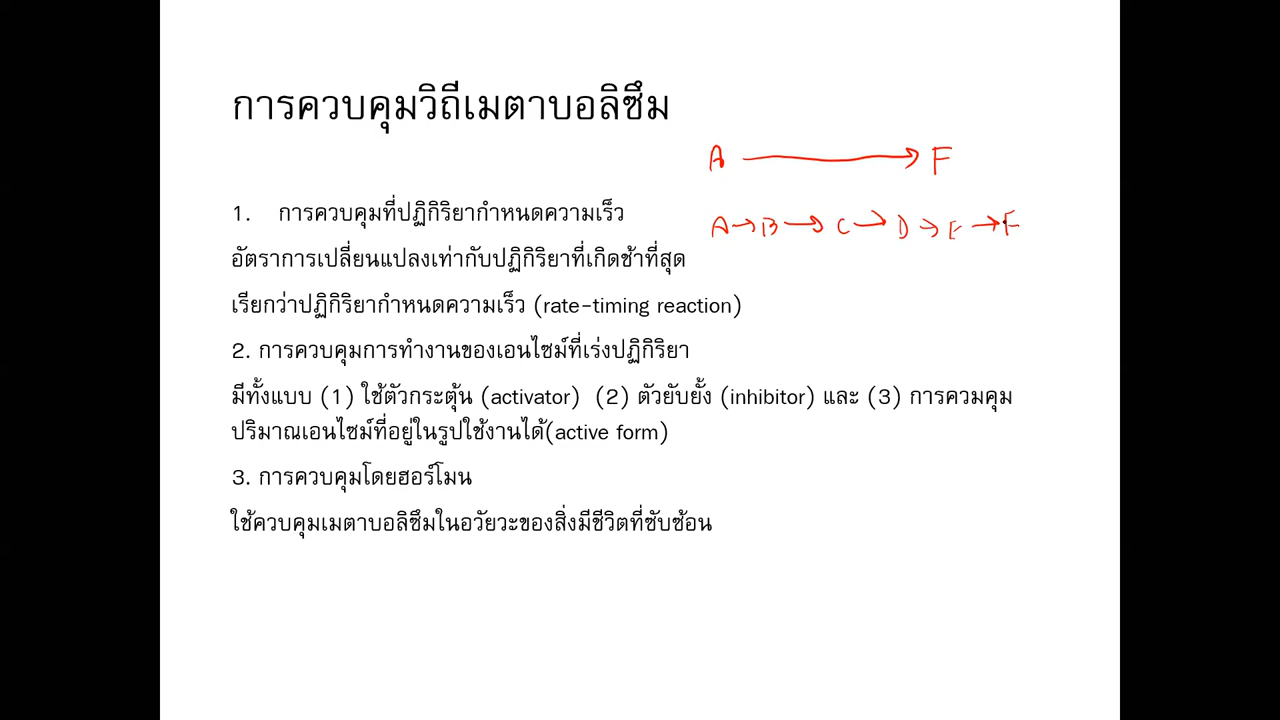 การควบคุมวิถีเมตาบอลิซึม
A → F
1. การควบคุมที่ปฏิกิริยากำหนดความเร็ว
A → B → C → D → E → F
อัตราการเปลี่ยนแปลงเท่ากับปฏิกิริยาที่เกิดช้าที่สุด
เรียกว่าปฏิกิริยากำหนดความเร็ว (rate-timing reaction)
2. การควบคุมการทำงานของเอนไซม์ที่เร่งปฏิกิริยา
มีทั้งแบบ (1) ใช้ตัวกระตุ้น (activator) (2) ตัวยับยั้ง (inhibitor) และ (3) การควมคุม
ปริมาณเอนไซม์ที่อยู่ในรูปใช้งานได้(active form)
3. การควบคุมโดยฮอร์โมน
ใช้ควบคุมเมตาบอลิซึมในอวัยวะของสิ่งมีชีวิตที่ซับซ้อน